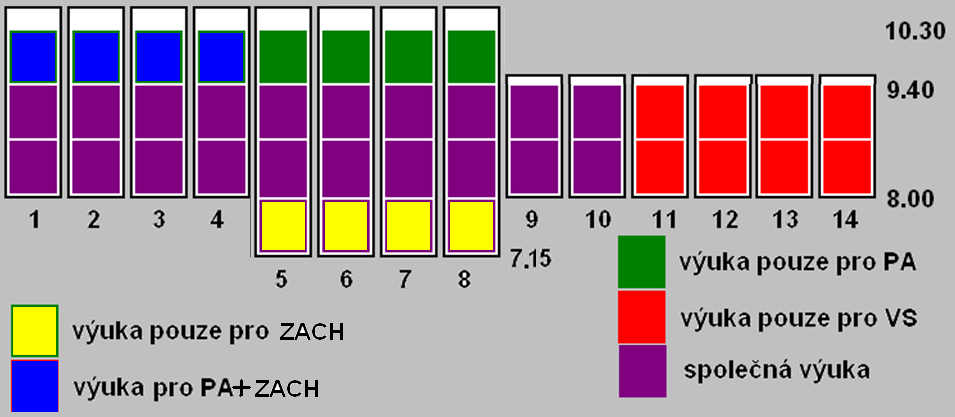 10.30
9.40
8.00
1 2 3 4 9 10 11 12 13 14
7.15
5 6 7 8
výuka pouze pro PA
výuka pouze pro VS
společná výuka
výuka pouze pro ZACH
výuka pro PA+ZACH